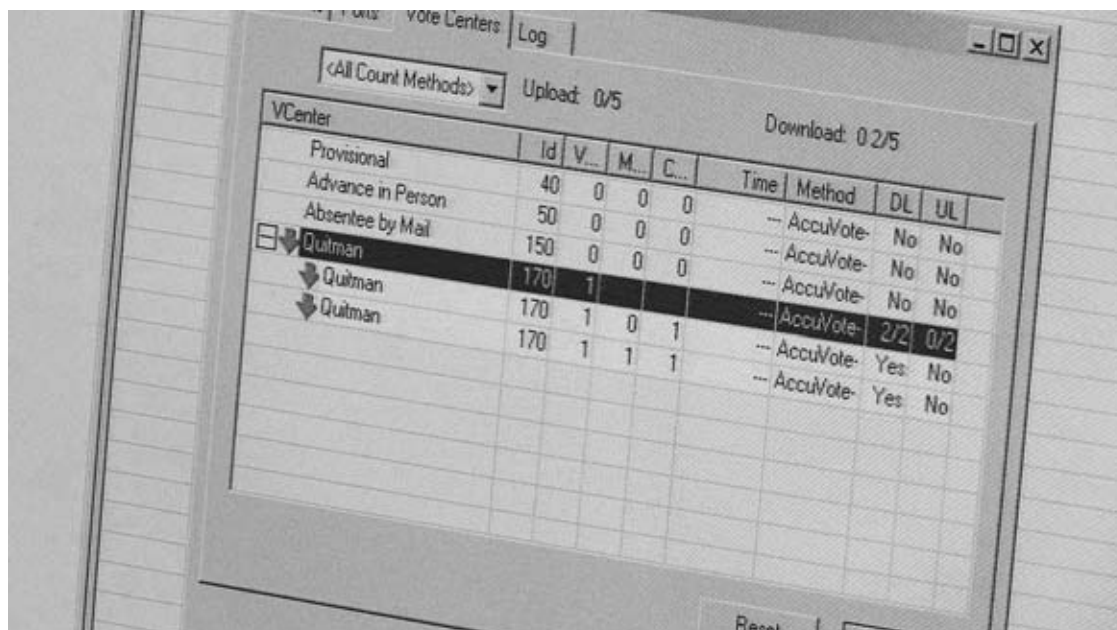 Ports Vote Centers Log
<All Count Methods> Upload: 0/5 Download: 0 2/5
VCenter Id V... M... C... Time Method DL UL
Provisional 40 0 0 0 --- AccuVote- No No
Advance in Person 50 0 0 0 --- AccuVote- No No
Absentee by Mail 150 0 0 0 --- AccuVote- No No
Quitman 170 1 --- AccuVote- 2/2 0/2
Quitman 170 1 0 1 --- AccuVote- Yes No
Quitman 170 1 1 1 --- AccuVote- Yes No